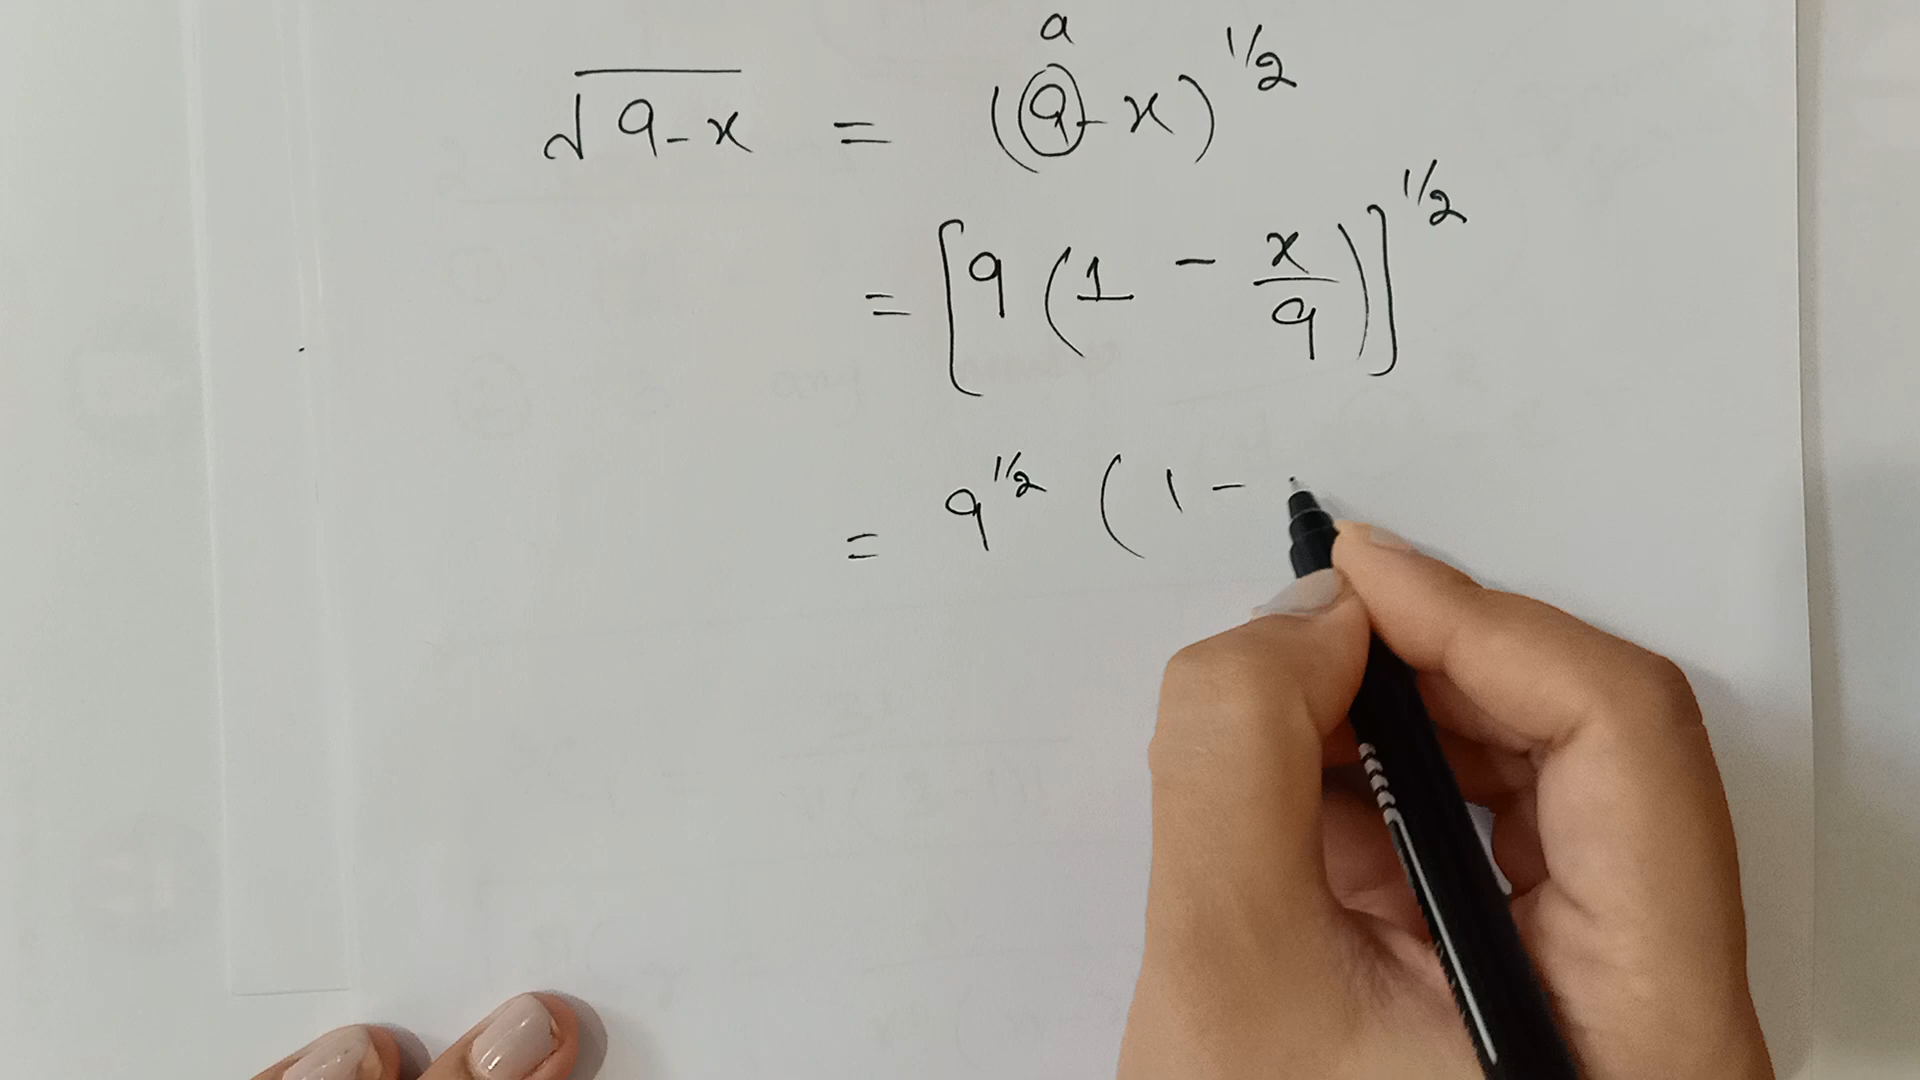 a
√9-x = (9-x)^1/2
= [9(1 - x/9)]^1/2
= 9^1/2 (1 -